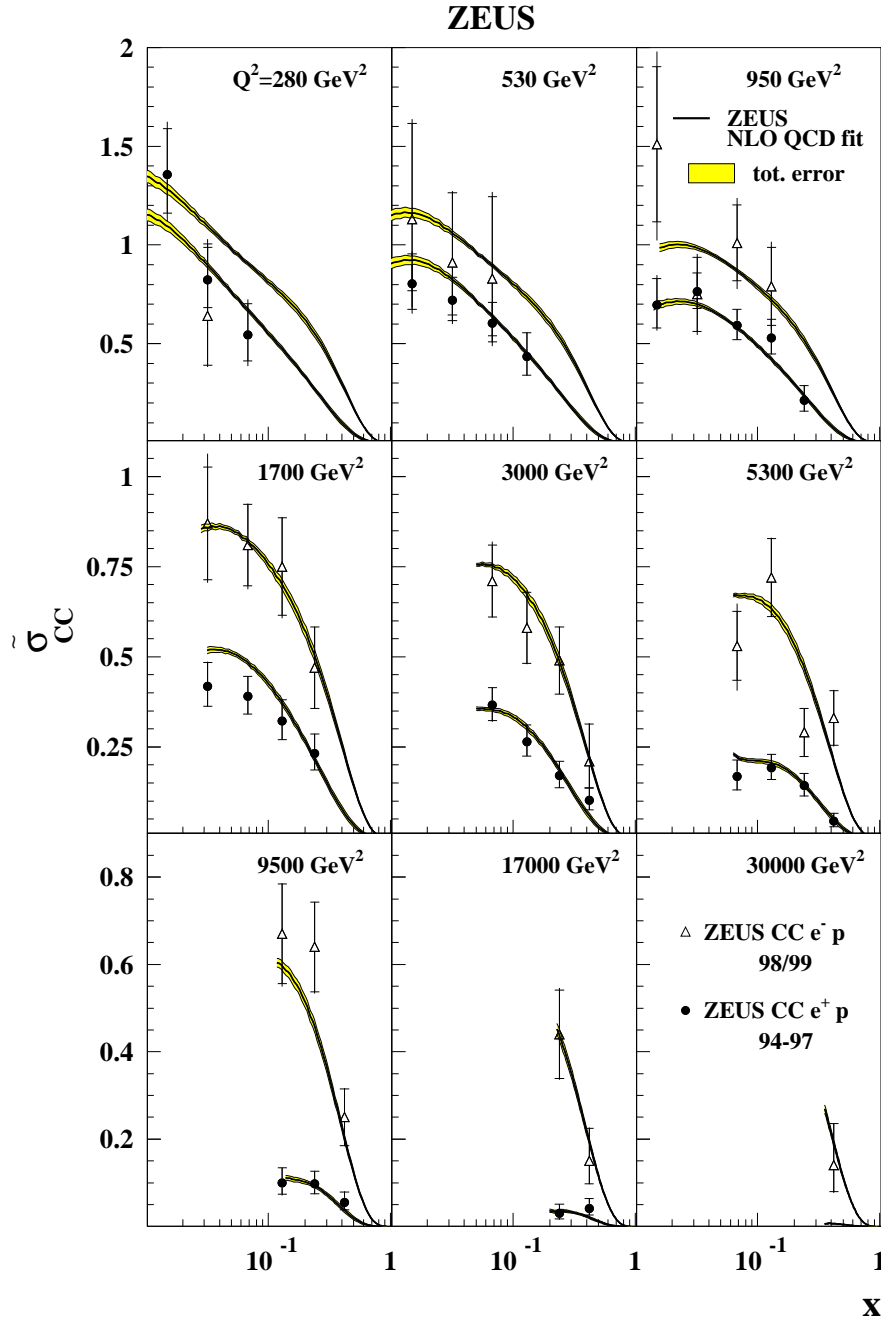 ZEUS
Q²=280 GeV²
530 GeV²
950 GeV²
ZEUS
NLO QCD fit
tot. error
2
1.5
1
0.5
1700 GeV²
3000 GeV²
5300 GeV²
1
0.75
0.5
0.25
σ̃CC
9500 GeV²
17000 GeV²
30000 GeV²
0.8
0.6
0.4
0.2
ZEUS CC e⁻ p
98/99
ZEUS CC e⁺ p
94-97
10⁻¹ 1 10⁻¹ 1 10⁻¹ 1
x